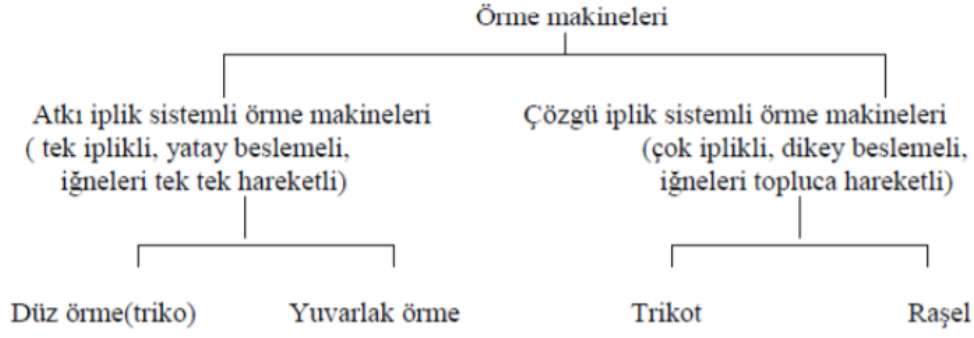 Örme makineleri
Atkı iplik sistemli örme makineleri
( tek iplikli, yatay beslemeli,
iğneleri tek tek hareketli)
Çözgü iplik sistemli örme makineleri
(çok iplikli, dikey beslemeli,
iğneleri topluca hareketli)
Düz örme(triko)
Yuvarlak örme
Trikot
Raşel